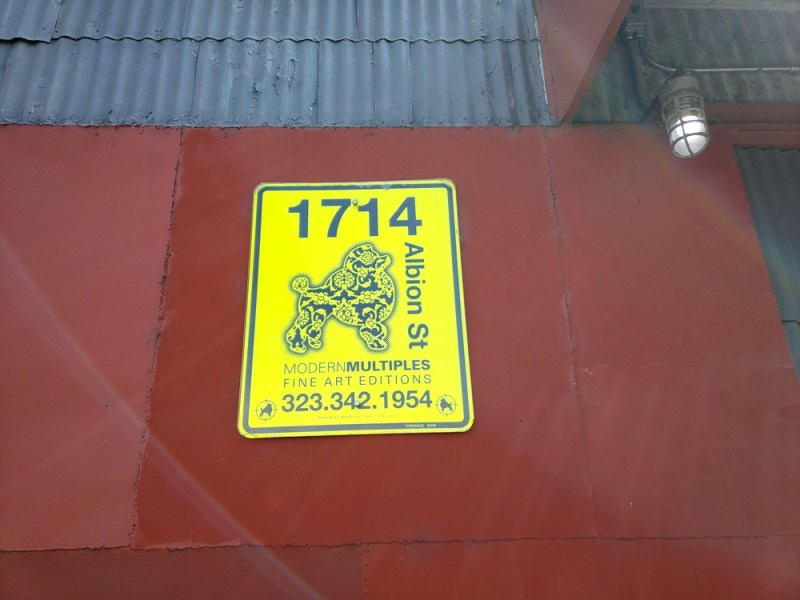 1714
Albion St
MODERNMULTIPLES
FINE ART EDITIONS
323.342.1954